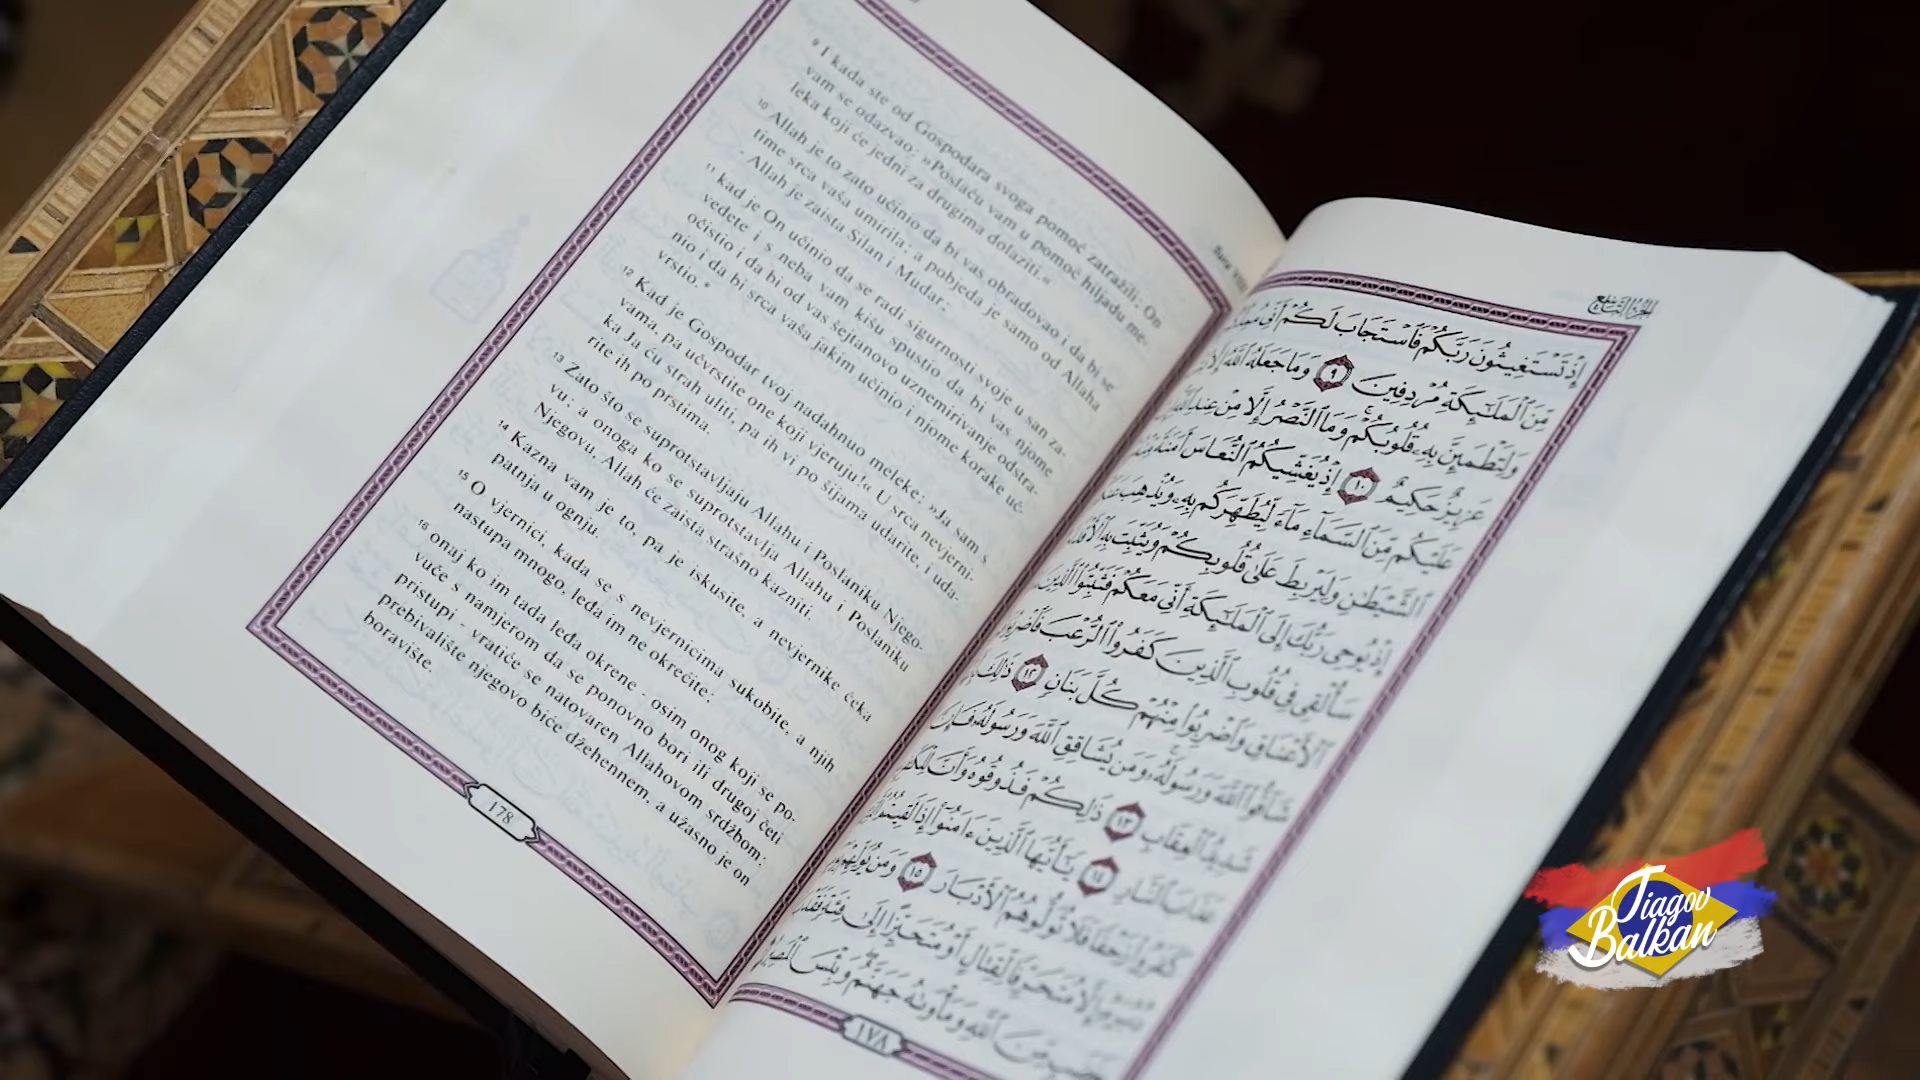 9 I kada ste od Gospodara svoga pomoć zatražili; On
vam se odazvao: »Poslaću vam u pomoć hiljadu me-
leka koji će jedni za drugima dolaziti.«
10 Allah je to zato učinio da bi vas obradovao i da bi se
time srca vaša umirila; a pobjeda je samo od Allaha
- Allah je zaista Silan i Mudar;
11 kad je On učinio da se radi sigurnosti svoje u san za-
vedete i s neba vam kišu spustio da bi vas njome
očistio i da bi od vas šejtanovo uznemirivanje odstra-
nio i da bi srca vaša jakim učinio i njome korake uč-
vrstio.*
12 Kad je Gospodar tvoj nadahnuo meleke: »Ja sam s
vama, pa učvrstite one koji vjeruju!« U srca nevjerni-
ka Ja ću strah uliti, pa ih vi po šijama udarite, i uda-
rite ih po prstima.
13 Zato što se suprotstavljaju Allahu i Poslaniku Njego-
vu; a onoga ko se suprotstavlja Allahu i Poslaniku
Njegovu, Allah će zaista strašno kazniti.
14 Kazna vam je to, pa je iskusite, a nevjernike čeka
patnja u ognju.
15 O vjernici, kada se s nevjernicima sukobite, a njih
nastupa mnogo, leđa im ne okrećite;
16 onaj ko im tada leđa okrene - osim onog koji se po-
vuče s namjerom da se ponovno bori ili drugoj četi
pristupi - vratiće se natovaren Allahovom srdžbom;
prebivalište njegovo biće džehennem, a užasno je on
boravište.
178
Sura VIII
الجزء التاسع
إِذْ تَسْتَغِيثُونَ رَبَّكُمْ فَٱسْتَجَابَ لَكُمْ أَنِّى
مِّنَ ٱلْمَلَٰٓئِكَةِ مُرْدِفِينَ ٩ وَمَا جَعَلَهُ ٱللَّهُ إِلَّا
وَلِتَطْمَئِنَّ بِهِۦ قُلُوبُكُمْ وَمَا ٱلنَّصْرُ إِلَّا مِنْ عِندِ
عَزِيزٌ حَكِيمٌ ١٠ إِذْ يُغَشِّيكُمُ ٱلنُّعَاسَ أَمَنَةً
عَلَيْكُم مِّنَ ٱلسَّمَآءِ مَآءً لِّيُطَهِّرَكُم بِهِۦ وَيُذْهِبَ
ٱلشَّيْطَٰنِ وَلِيَرْبِطَ عَلَىٰ قُلُوبِكُمْ وَيُثَبِّتَ بِهِ ٱلْأَقْدَامَ
إِذْ يُوحِى رَبُّكَ إِلَى ٱلْمَلَٰٓئِكَةِ أَنِّى مَعَكُمْ فَثَبِّتُوا۟ ٱلَّذِينَ
سَأُلْقِى فِى قُلُوبِ ٱلَّذِينَ كَفَرُوا۟ ٱلرُّعْبَ
ٱلْأَعْنَاقِ وَٱضْرِبُوا۟ مِنْهُمْ كُلَّ بَنَانٍ ١٢ ذَٰلِكَ
شَآقُّوا۟ ٱللَّهَ وَرَسُولَهُۥ وَمَن يُشَاقِقِ ٱللَّهَ وَرَسُولَهُۥ فَإِنَّ
شَدِيدُ ٱلْعِقَابِ ١٣ ذَٰلِكُمْ فَذُوقُوهُ وَأَنَّ
عَذَابَ ٱلنَّارِ ١٤ يَٰٓأَيُّهَا ٱلَّذِينَ ءَامَنُوٓا۟ إِذَا لَقِيتُمُ
كَفَرُوا۟ زَحْفًا فَلَا تُوَلُّوهُمُ ٱلْأَدْبَارَ ١٥ وَمَن يُوَلِّهِمْ
إِلَّا مُتَحَرِّفًا لِّقِتَالٍ أَوْ مُتَحَيِّزًا إِلَىٰ فِئَةٍ فَقَدْ
مِّنَ ٱللَّهِ وَمَأْوَىٰهُ جَهَنَّمُ وَبِئْسَ ٱلْمَصِيرُ
١٧٨
Tiagov
Balkan